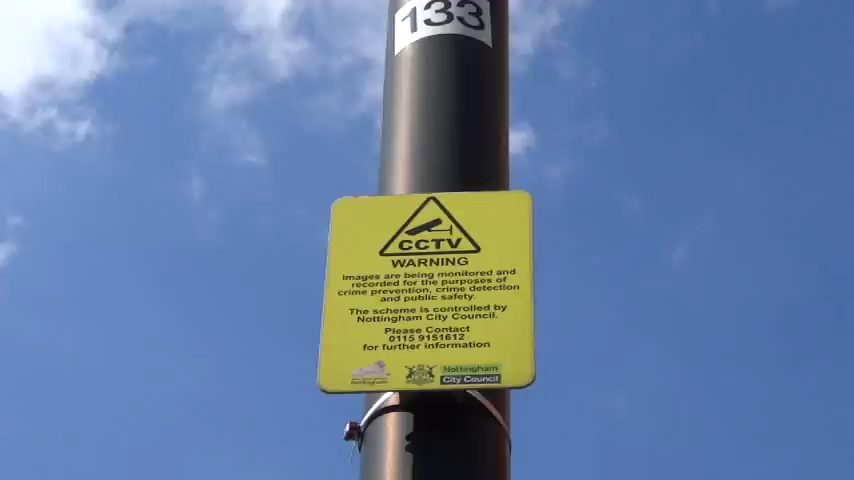 133
CCTV
WARNING
Images are being monitored and
recorded for the purposes of
crime prevention, crime detection
and public safety.
The scheme is controlled by
Nottingham City Council.
Please Contact
0115 9151612
for further information
Nottingham
Nottingham
City Council